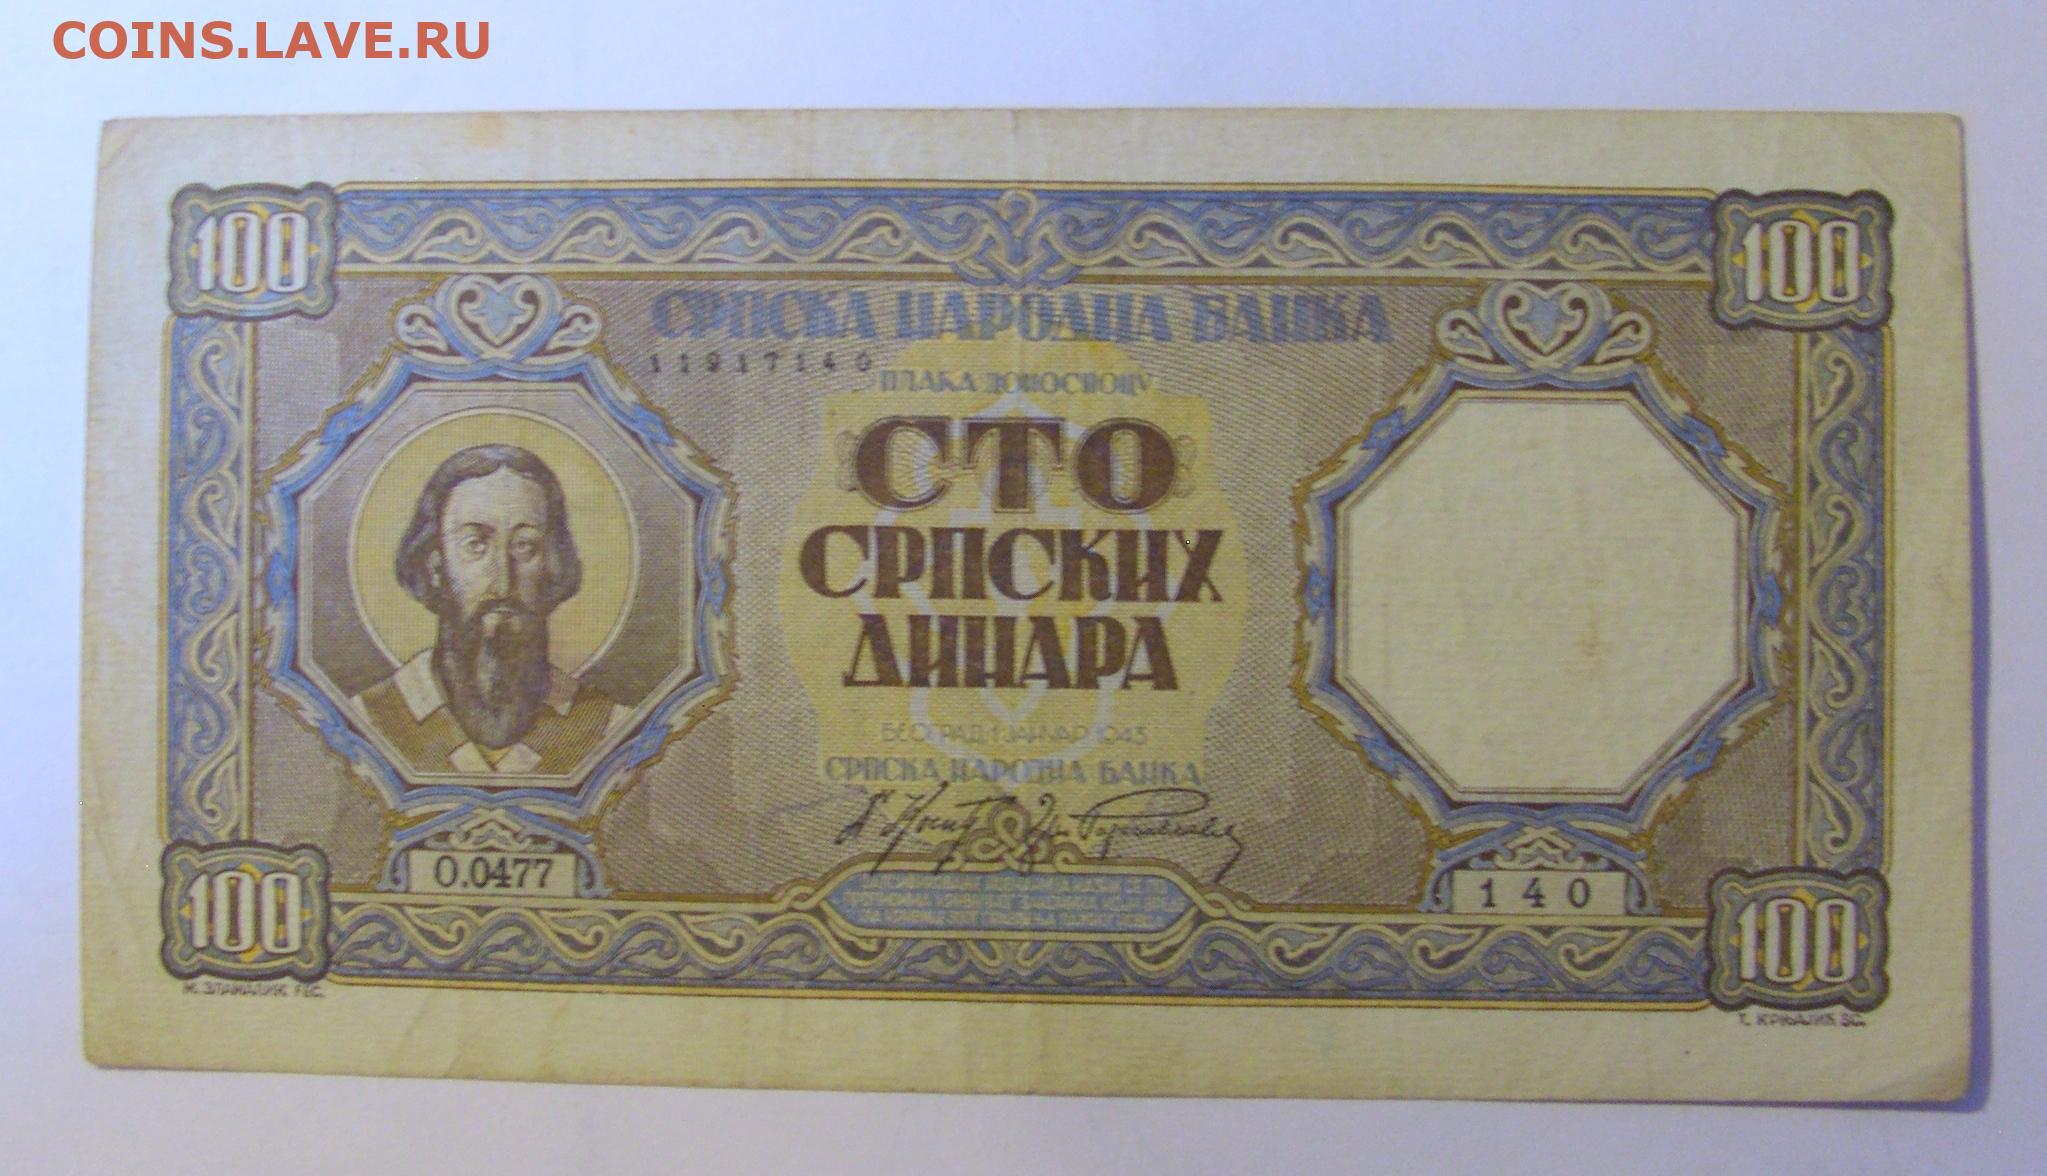 COINS.LAVE.RU
100 100
СРПСКА НАРОДНА БАНКА
11917140
ПЛАЋА ДОНОСИОЦУ
СТО
СРПСКИХ
ДИНАРА
БЕОГРАД 1 ЈАНУАР 1943
СРПСКА НАРОДНА БАНКА
O.0477
140
100 100